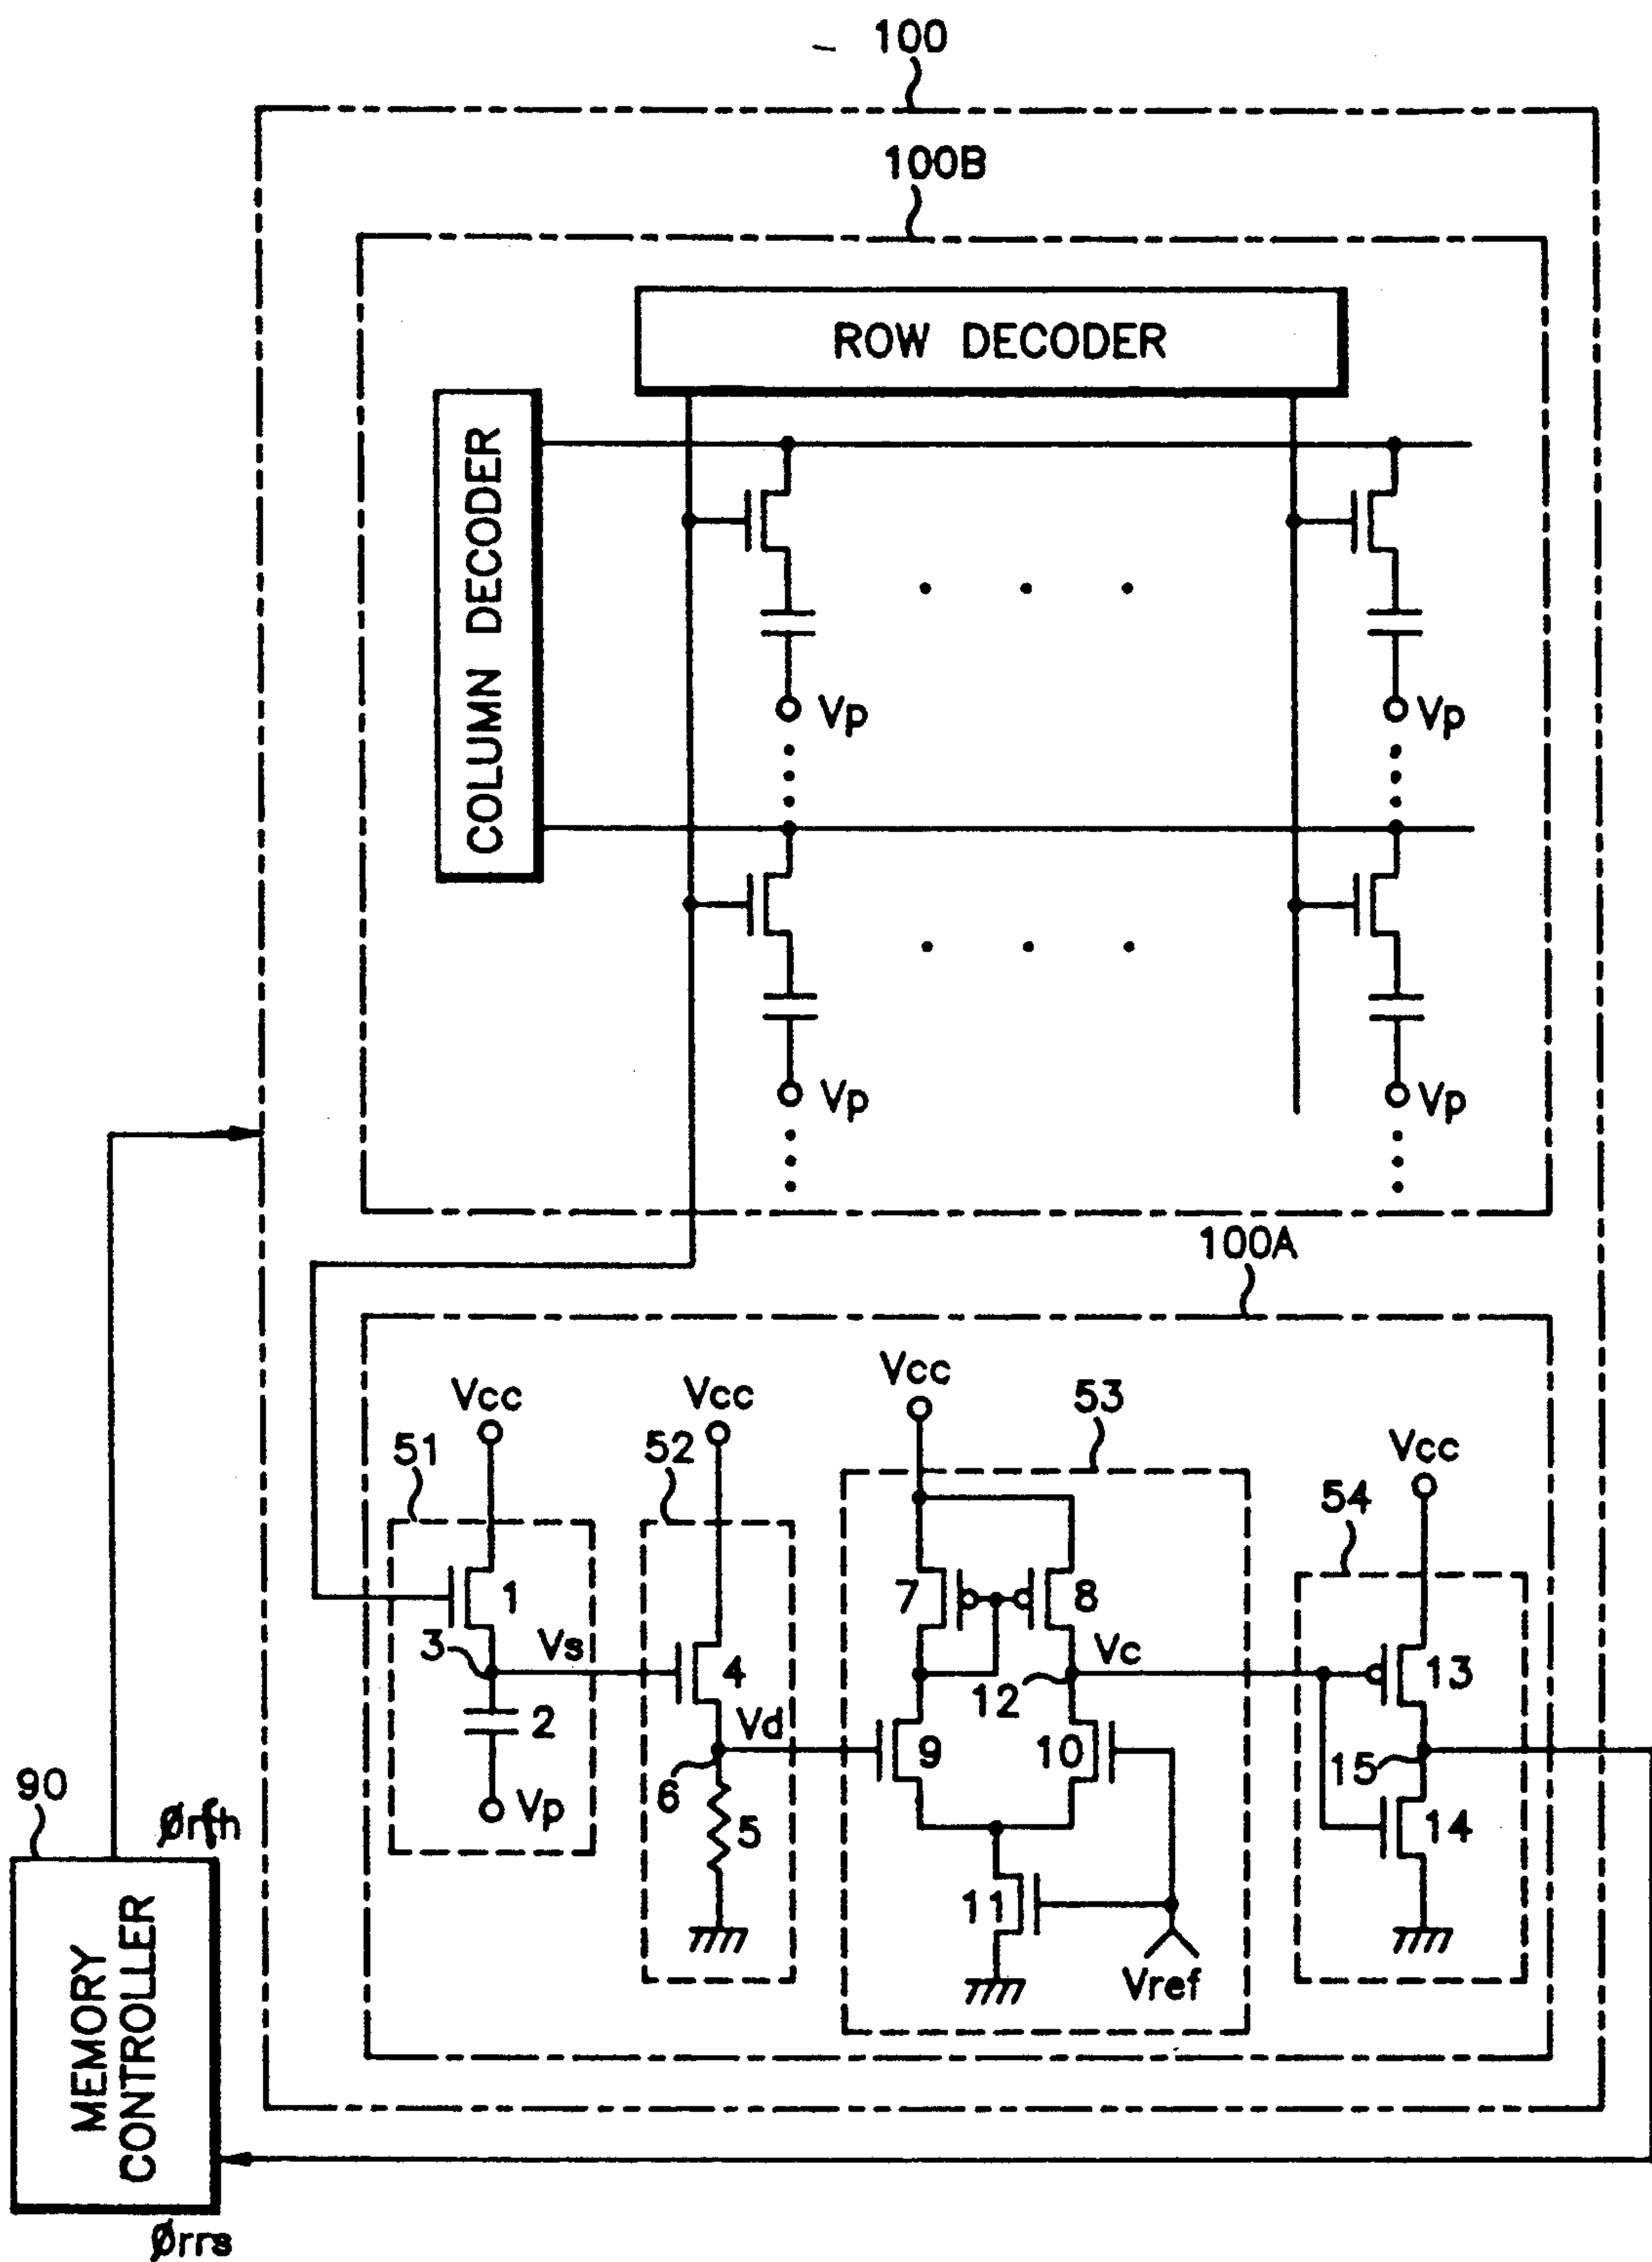 100
100B
ROW DECODER
COLUMN DECODER
Vp
Vp
Vp
Vp
100A
Vcc
Vcc
Vcc
53
51
52
Vcc
54
1
7
8
3
Vs
4
Vc
13
2
12
Vd
9
10
15
90
Vp
6
5
14
Ørfh
11
Vref
MEMORY
CONTROLLER
Ørrs